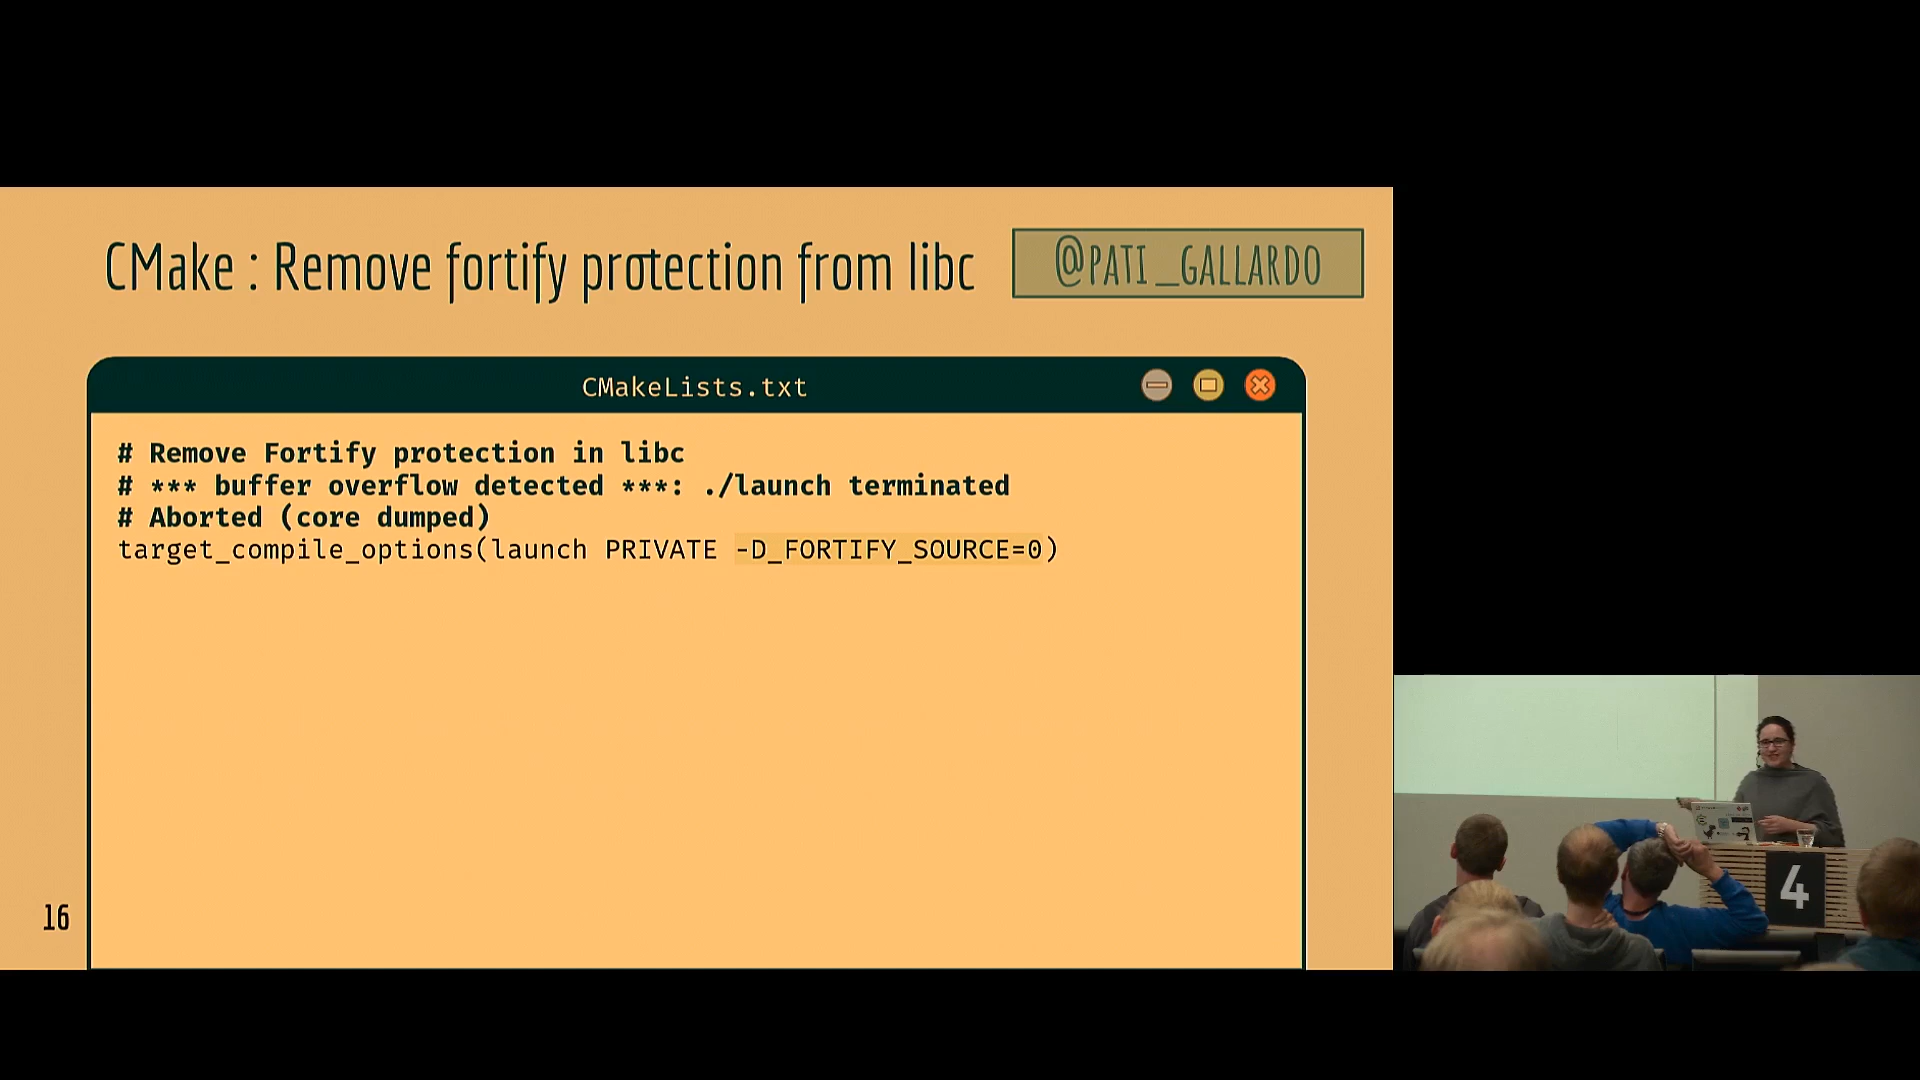 CMake : Remove fortify protection from libc
@PATI_GALLARDO
CMakeLists.txt
# Remove Fortify protection in libc
# *** buffer overflow detected ***: ./launch terminated
# Aborted (core dumped)
target_compile_options(launch PRIVATE -D_FORTIFY_SOURCE=0)
16
4